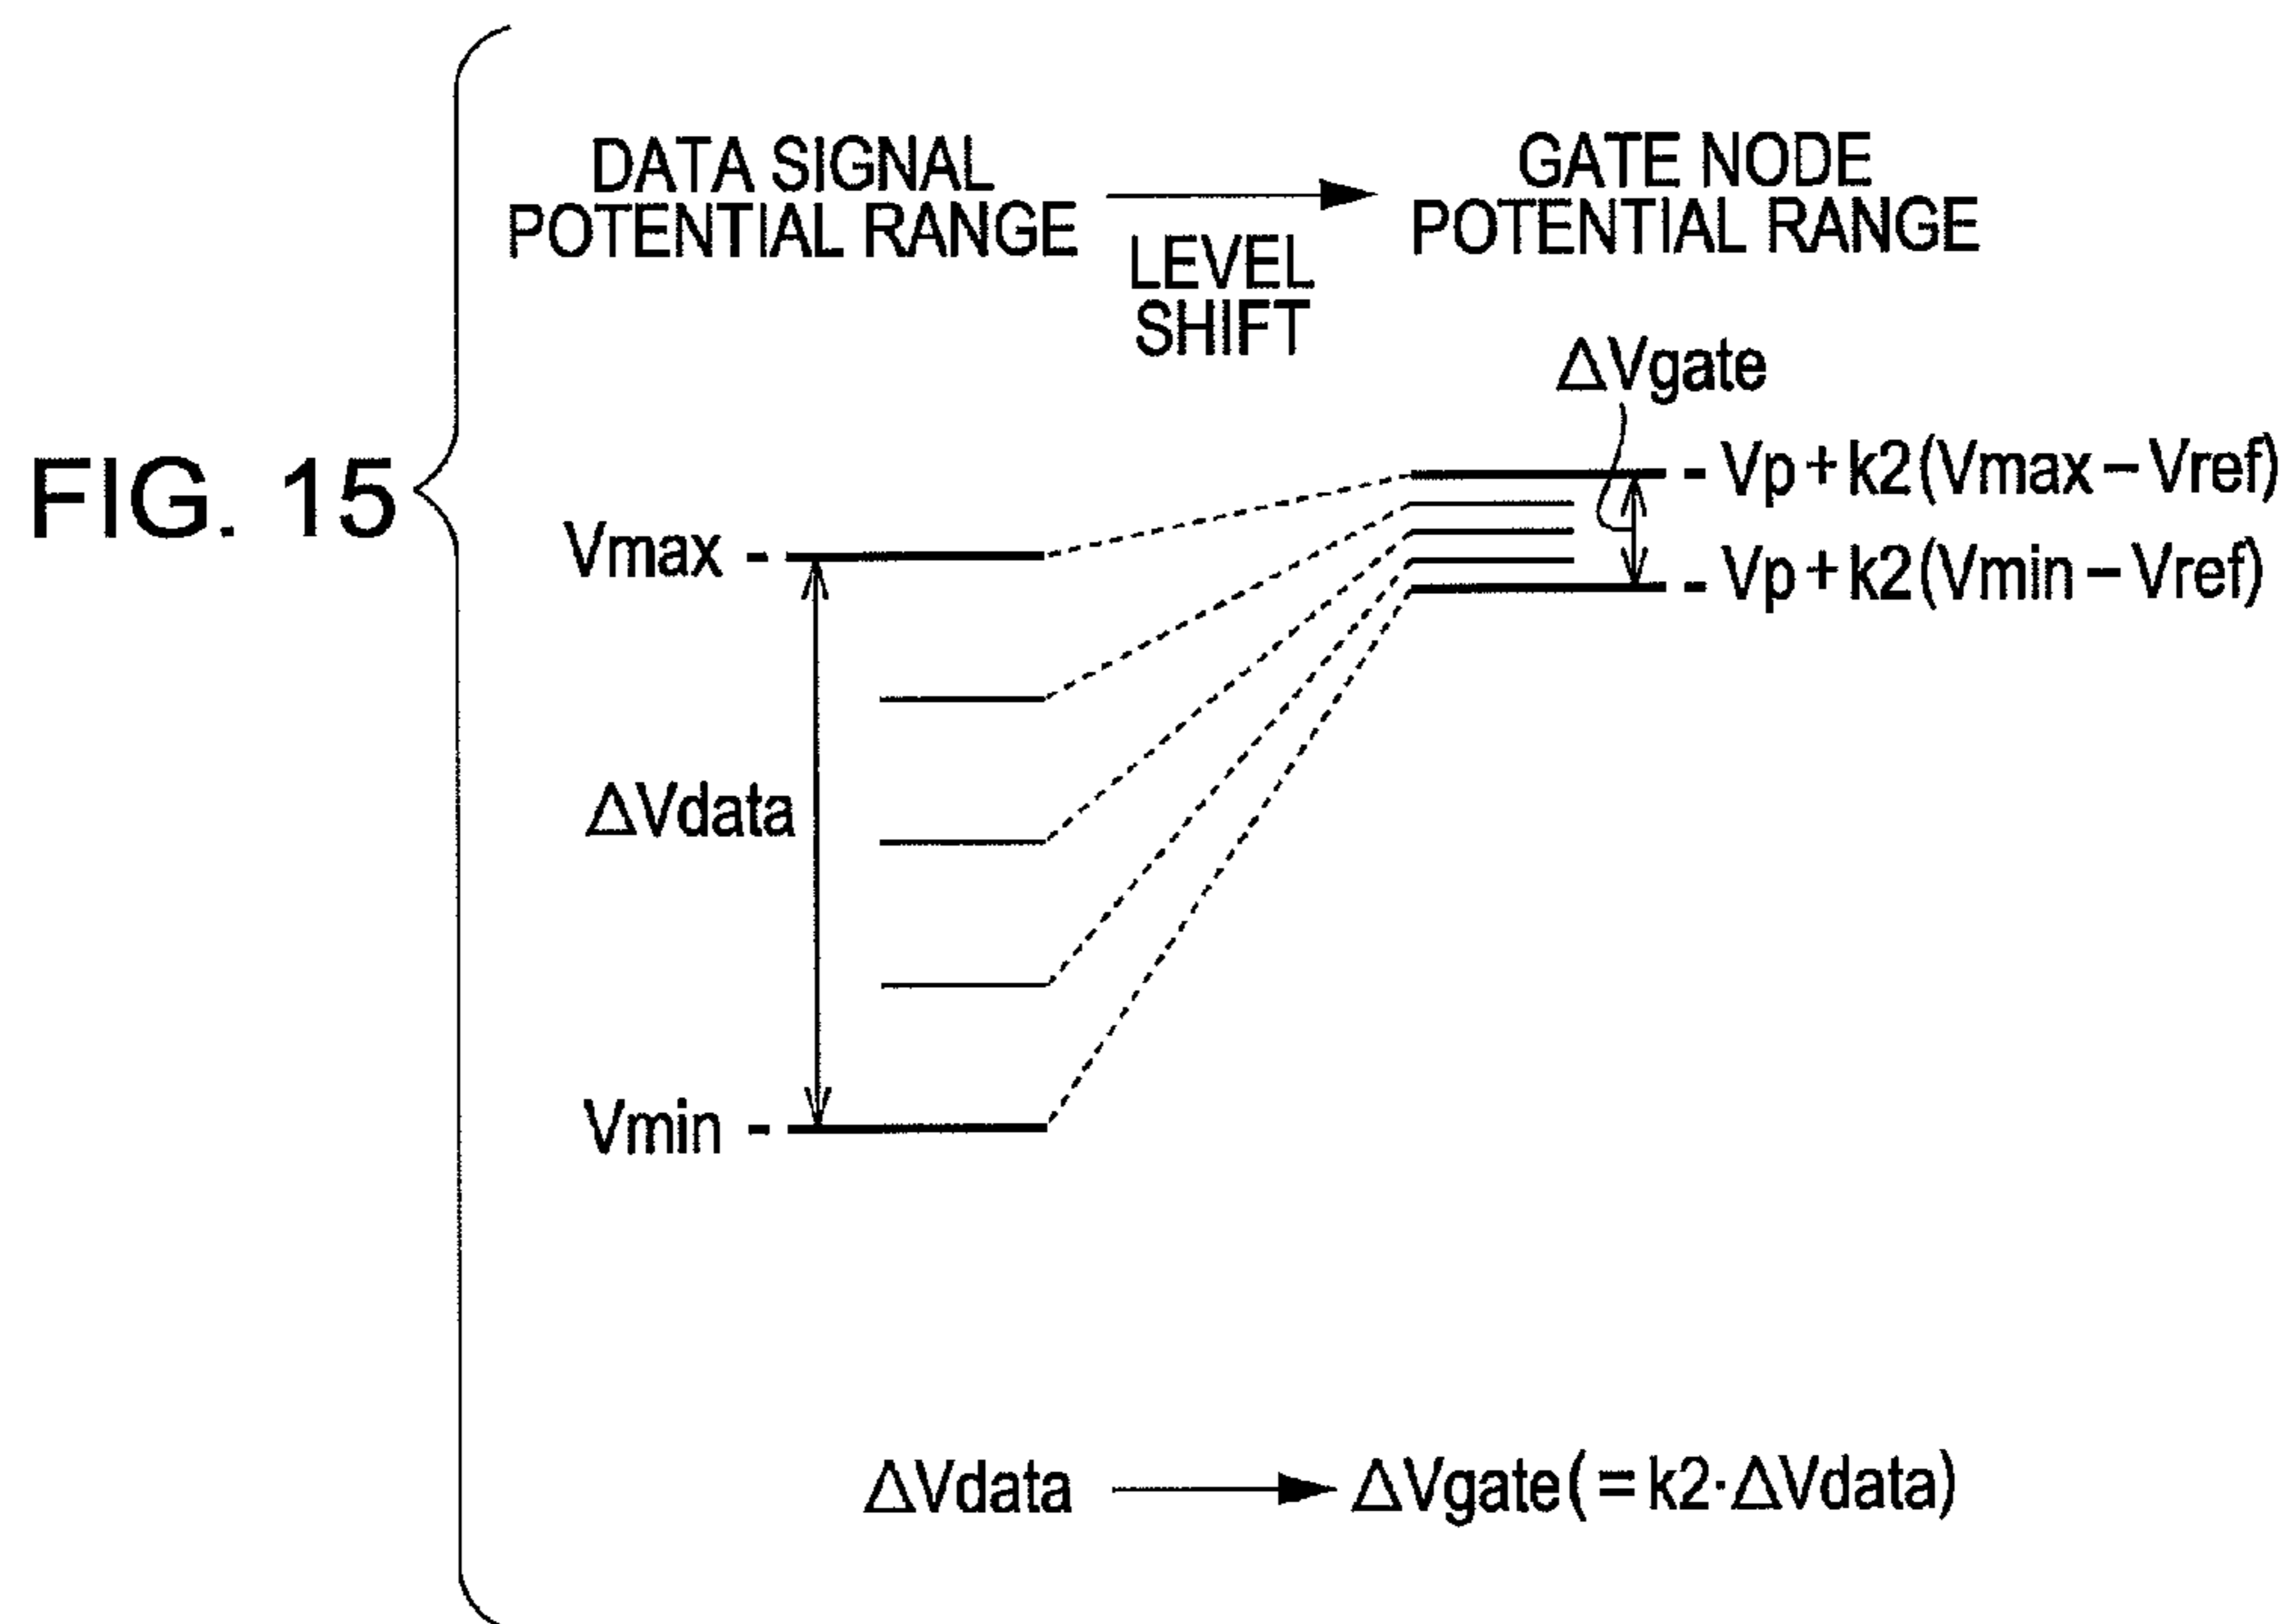 FIG. 15
DATA SIGNAL
POTENTIAL RANGE
LEVEL
SHIFT
GATE NODE
POTENTIAL RANGE
ΔVgate
Vp+k2(Vmax−Vref)
Vmax
Vp+k2(Vmin−Vref)
ΔVdata
Vmin
ΔVdata → ΔVgate(=k2·ΔVdata)